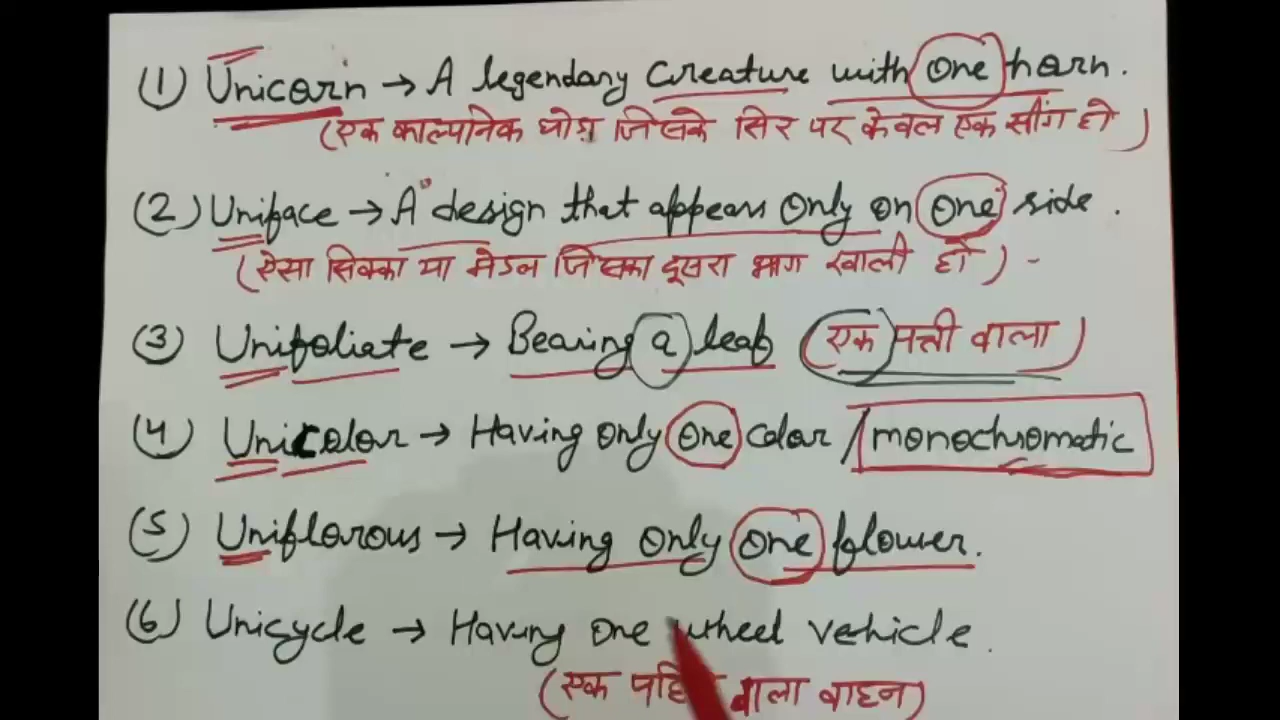 (1) Unicorn → A legendary creature with one horn.
(एक काल्पनिक घोड़ा जिसके सिर पर केवल एक सींग हो)
(2) Uniface → A design that appears only on one side.
(ऐसा सिक्का या मेडल जिसका दूसरा भाग खाली हो)
(3) Unifoliate → Bearing a leaf (एक पत्ती वाला)
(4) Unicolor → Having only one color / monochromatic
(5) Uniflorous → Having only one flower.
(6) Unicycle → Having one wheel vehicle.
(एक वाला वाहन)